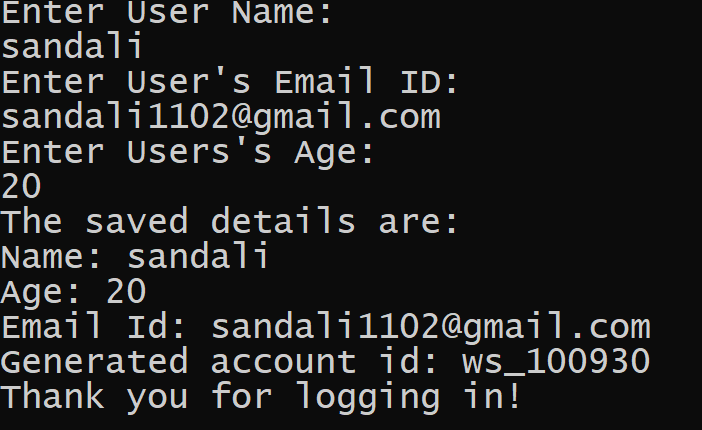 Enter User Name:
sandali
Enter User's Email ID:
sandali1102@gmail.com
Enter Users's Age:
20
The saved details are:
Name: sandali
Age: 20
Email Id: sandali1102@gmail.com
Generated account id: ws_100930
Thank you for logging in!